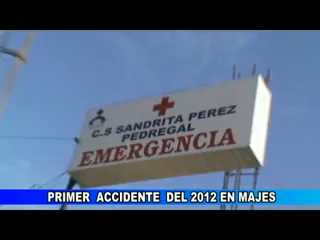 C.S SANDRITA PEREZ
PEDREGAL
EMERGENCIA
PRIMER ACCIDENTE DEL 2012 EN MAJES